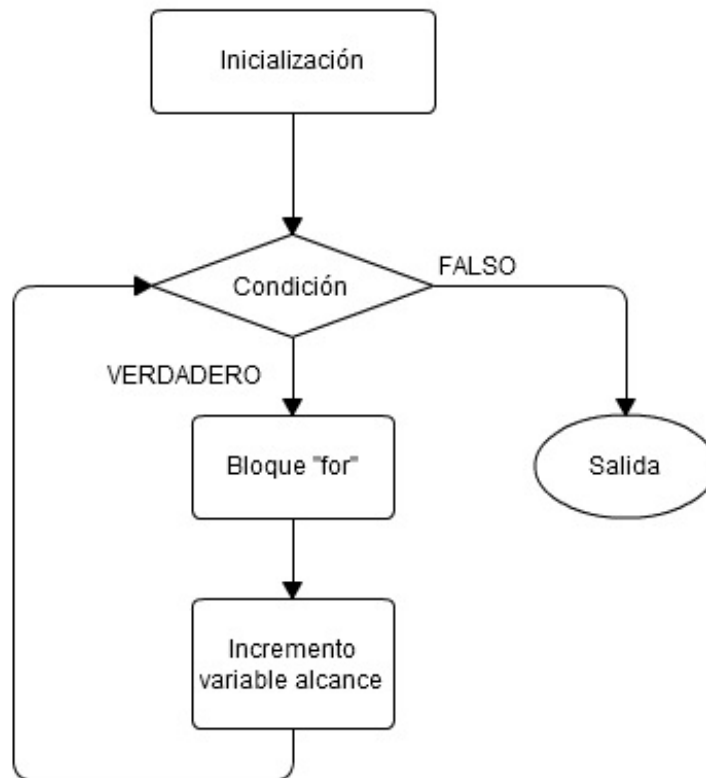 Inicialización
Condición
FALSO
VERDADERO
Bloque "for"
Salida
Incremento
variable alcance